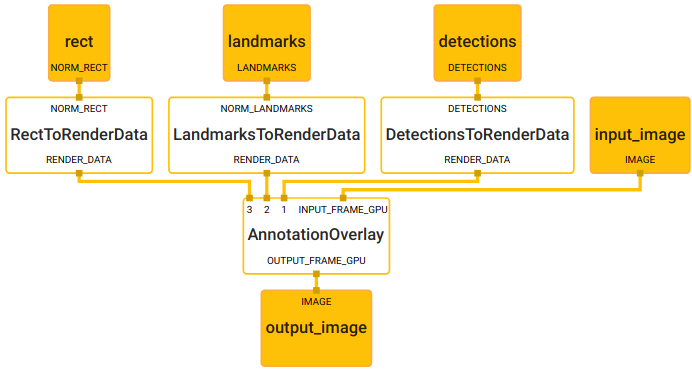 rect
NORM_RECT
landmarks
LANDMARKS
detections
DETECTIONS
NORM_RECT
RectToRenderData
RENDER_DATA
NORM_LANDMARKS
LandmarksToRenderData
RENDER_DATA
DETECTIONS
DetectionsToRenderData
RENDER_DATA
input_image
IMAGE
3 2 1 INPUT_FRAME_GPU
AnnotationOverlay
OUTPUT_FRAME_GPU
IMAGE
output_image